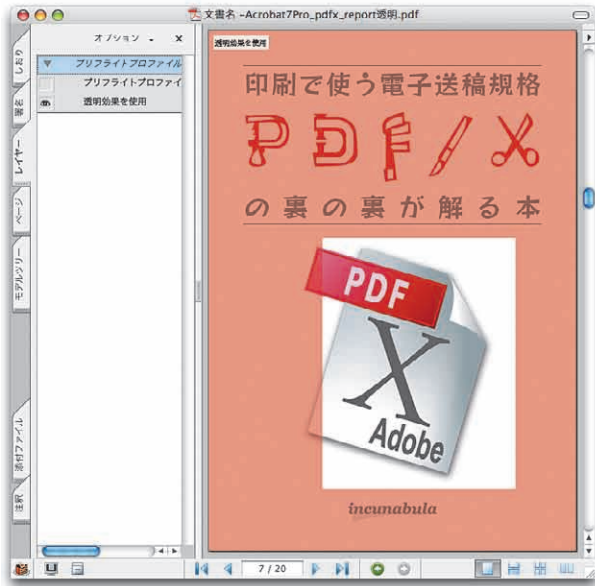 文書名 -Acrobat7Pro_pdfx_report透明.pdf
オプション
x
プリフライトプロファイル
プリフライトプロファイ
透明効果を使用
しおり
署名
レイヤー
ページ
モデルツリー
添付ファイル
注釈
透明効果を使用
印刷で使う電子送稿規格
PDF/X
の裏の裏が解る本
PDF
X
Adobe
incunabula
7 / 20